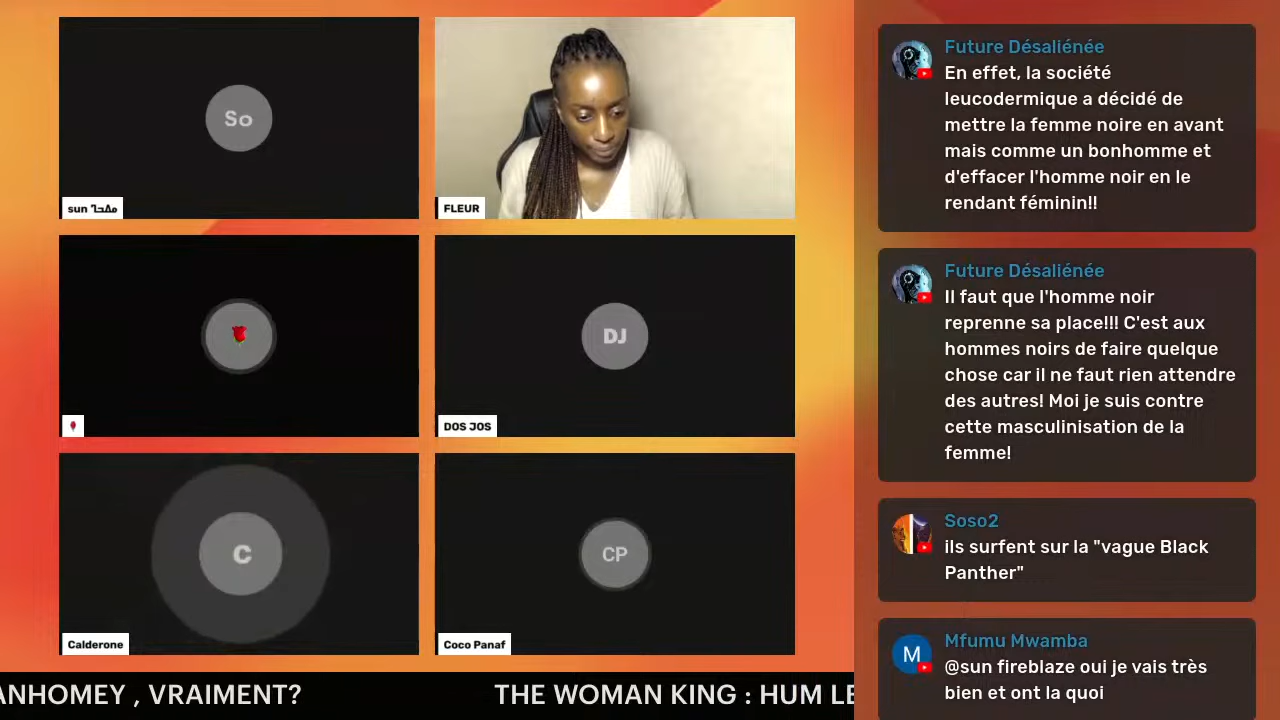 So
sun
FLEUR
DJ
DOS JOS
C
Calderone
CP
Coco Panaf
ANHOMEY , VRAIMENT?
THE WOMAN KING : HUM LE
Future Désaliénée
En effet, la société
leucodermique a décidé de
mettre la femme noire en avant
mais comme un bonhomme et
d'effacer l'homme noir en le
rendant féminin!!
Future Désaliénée
Il faut que l'homme noir
reprenne sa place!!! C'est aux
hommes noirs de faire quelque
chose car il ne faut rien attendre
des autres! Moi je suis contre
cette masculinisation de la
femme!
Soso2
ils surfent sur la "vague Black
Panther"
M
Mfumu Mwamba
@sun fireblaze oui je vais très
bien et ont la quoi